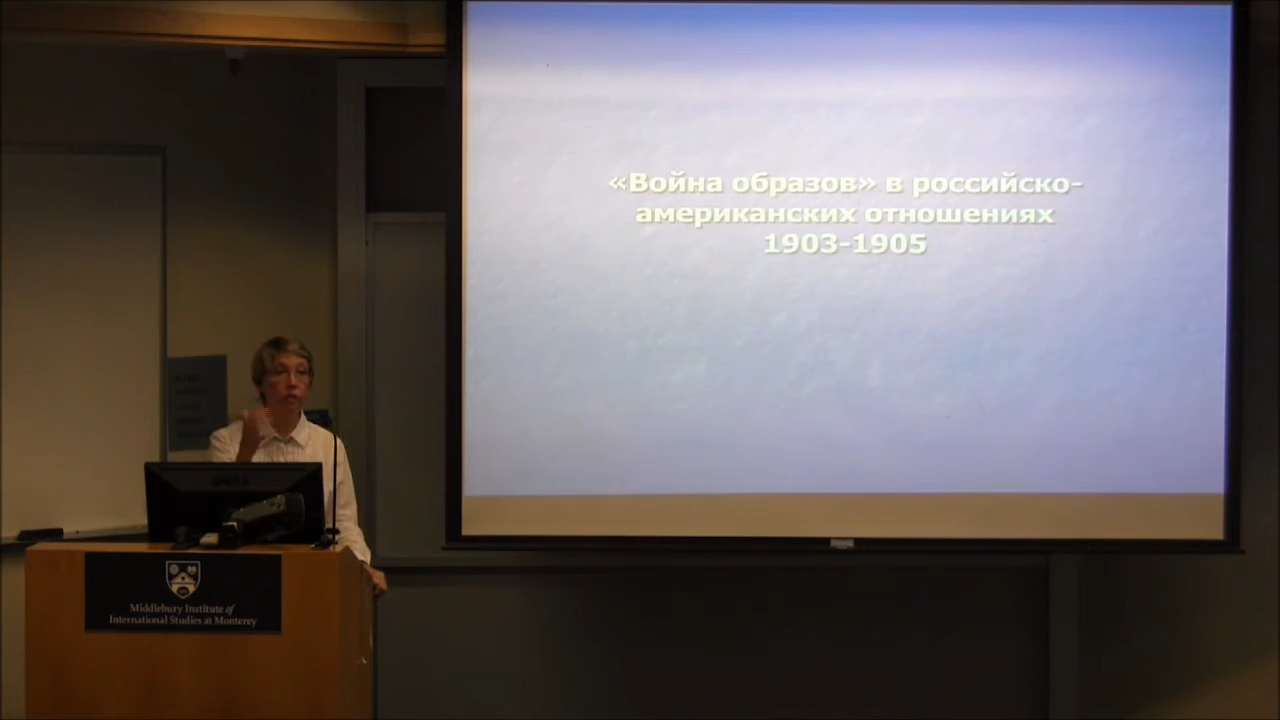 «Война образов» в российско-
американских отношениях
1903-1905
Middlebury Institute of
International Studies at Monterey